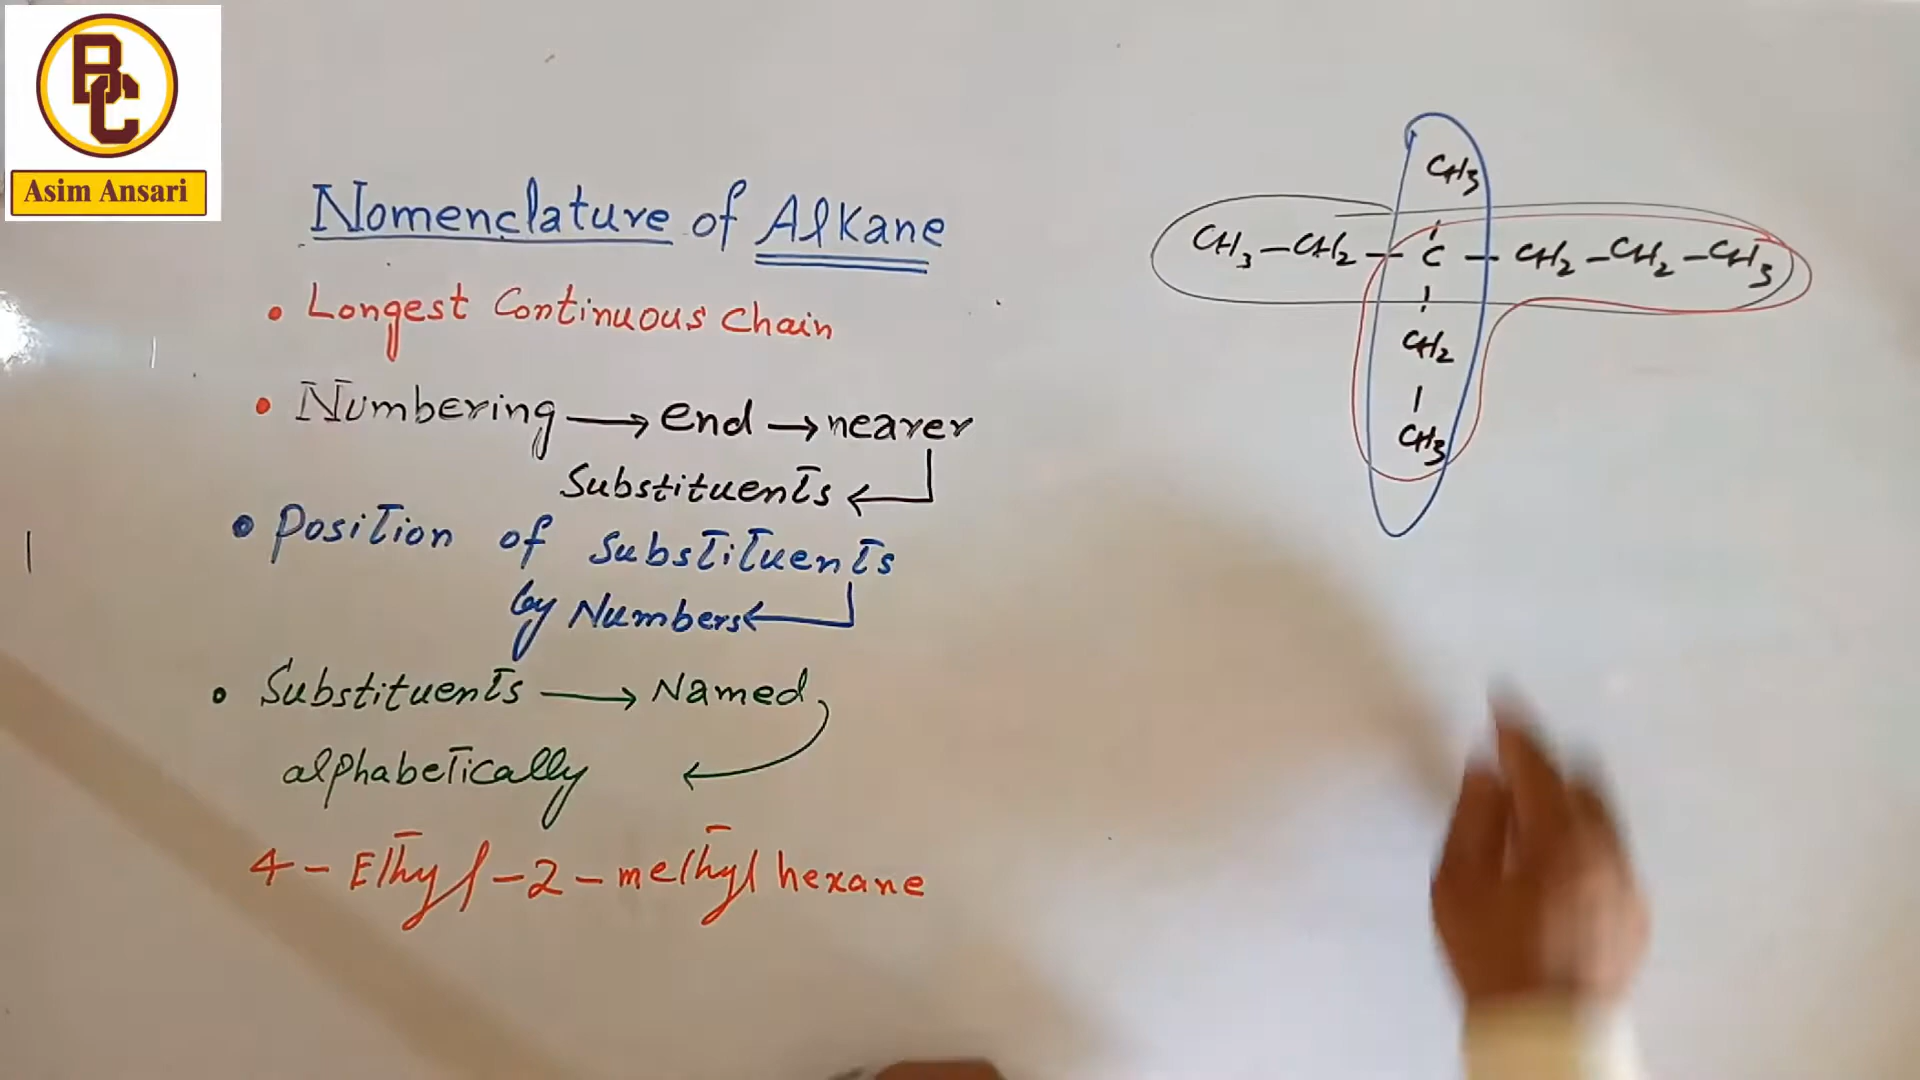 BC
Asim Ansari
Nomenclature of Alkane
• Longest Continuous Chain
• Numbering → end → nearer
Substituents ←
• Position of Substituents
by Numbers ←
• Substituents → Named
alphabetically ←
4 - Ethyl - 2 - methyl hexane
CH3
CH3 - CH2 - C - CH2 - CH2 - CH3
CH2
CH3